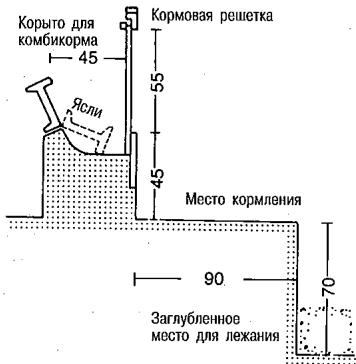 Корыто для
комбикорма
Кормовая решетка
45
Ясли
55
45
Место кормления
90
70
Заглубленное
место для лежания